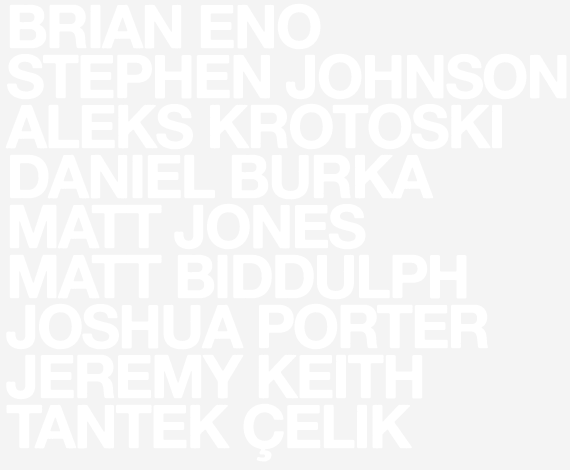 BRIAN ENO
STEPHEN JOHNSON
ALEKS KROTOSKI
DANIEL BURKA
MATT JONES
MATT BIDDULPH
JOSHUA PORTER
JEREMY KEITH
TANTEK ÇELIK